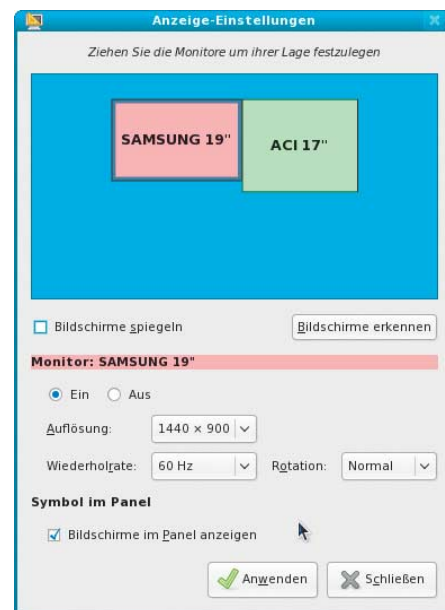 Anzeige-Einstellungen
Ziehen Sie die Monitore um ihrer Lage festzulegen
SAMSUNG 19"
ACI 17"
Bildschirme spiegeln
Bildschirme erkennen
Monitor: SAMSUNG 19"
Ein Aus
Auflösung: 1440 × 900
Wiederholrate: 60 Hz Rotation: Normal
Symbol im Panel
Bildschirme im Panel anzeigen
Anwenden Schließen